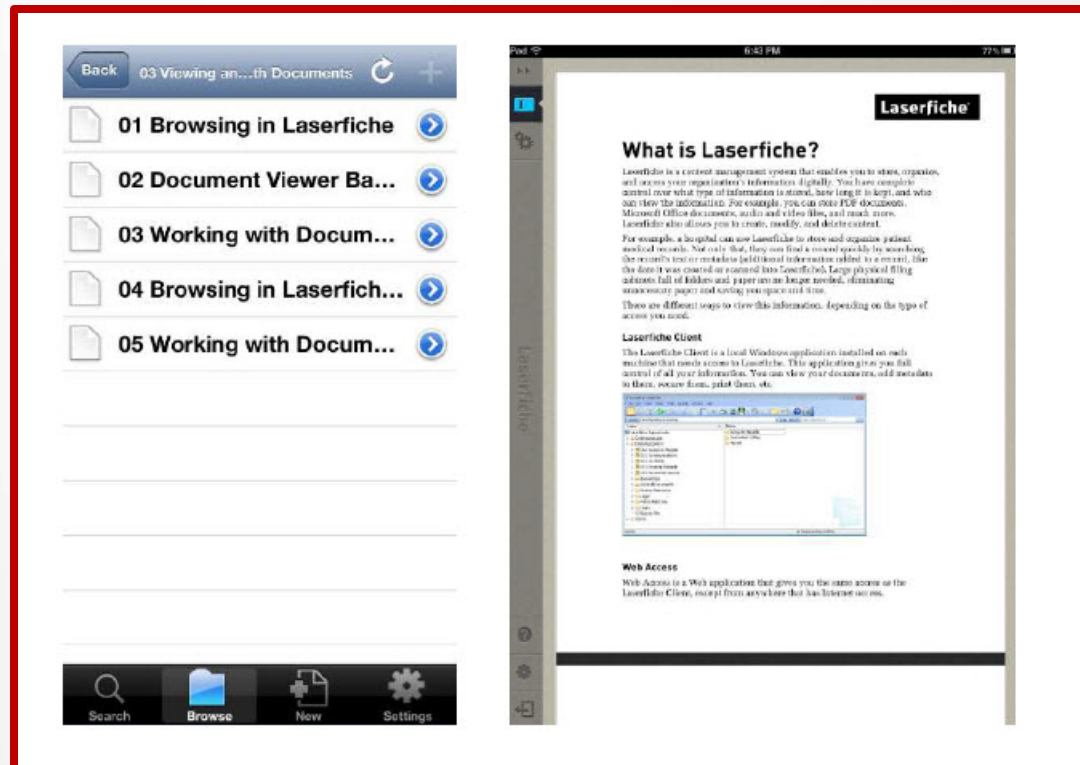 Back
03 Viewing an...th Documents
01 Browsing in Laserfiche
02 Document Viewer Ba...
03 Working with Docum...
04 Browsing in Laserfich...
05 Working with Docum...
Search
Browse
New
Settings
iPad
6:43 PM
77%
Laserfiche
Laserfiche
What is Laserfiche?
Laserfiche is a content management system that enables you to store, organize,
and access your organization's information digitally. You have complete
control over what type of information is stored, how long it is kept, and who
can view the information. For example, you can store PDF documents,
Microsoft Office documents, audio and video files, and much more.
Laserfiche also allows you to create, modify, and delete content.
For example, a hospital can use Laserfiche to store and organize patient
medical records. Not only that, they can find a record quickly by searching
the record's text or metadata (additional information added to a record, like
the date it was created or scanned into Laserfiche). Large physical filing
cabinets full of folders and paper are no longer needed, eliminating
unnecessary paper and saving you space and time.
There are different ways to view this information, depending on the type of
access you need.
Laserfiche Client
The Laserfiche Client is a local Windows application installed on each
machine that needs access to Laserfiche. This application gives you full
control of all your information. You can view your documents, add metadata
to them, secure them, print them, etc.
Web Access
Web Access is a Web application that gives you the same access as the
Laserfiche Client, except from anywhere that has Internet access.